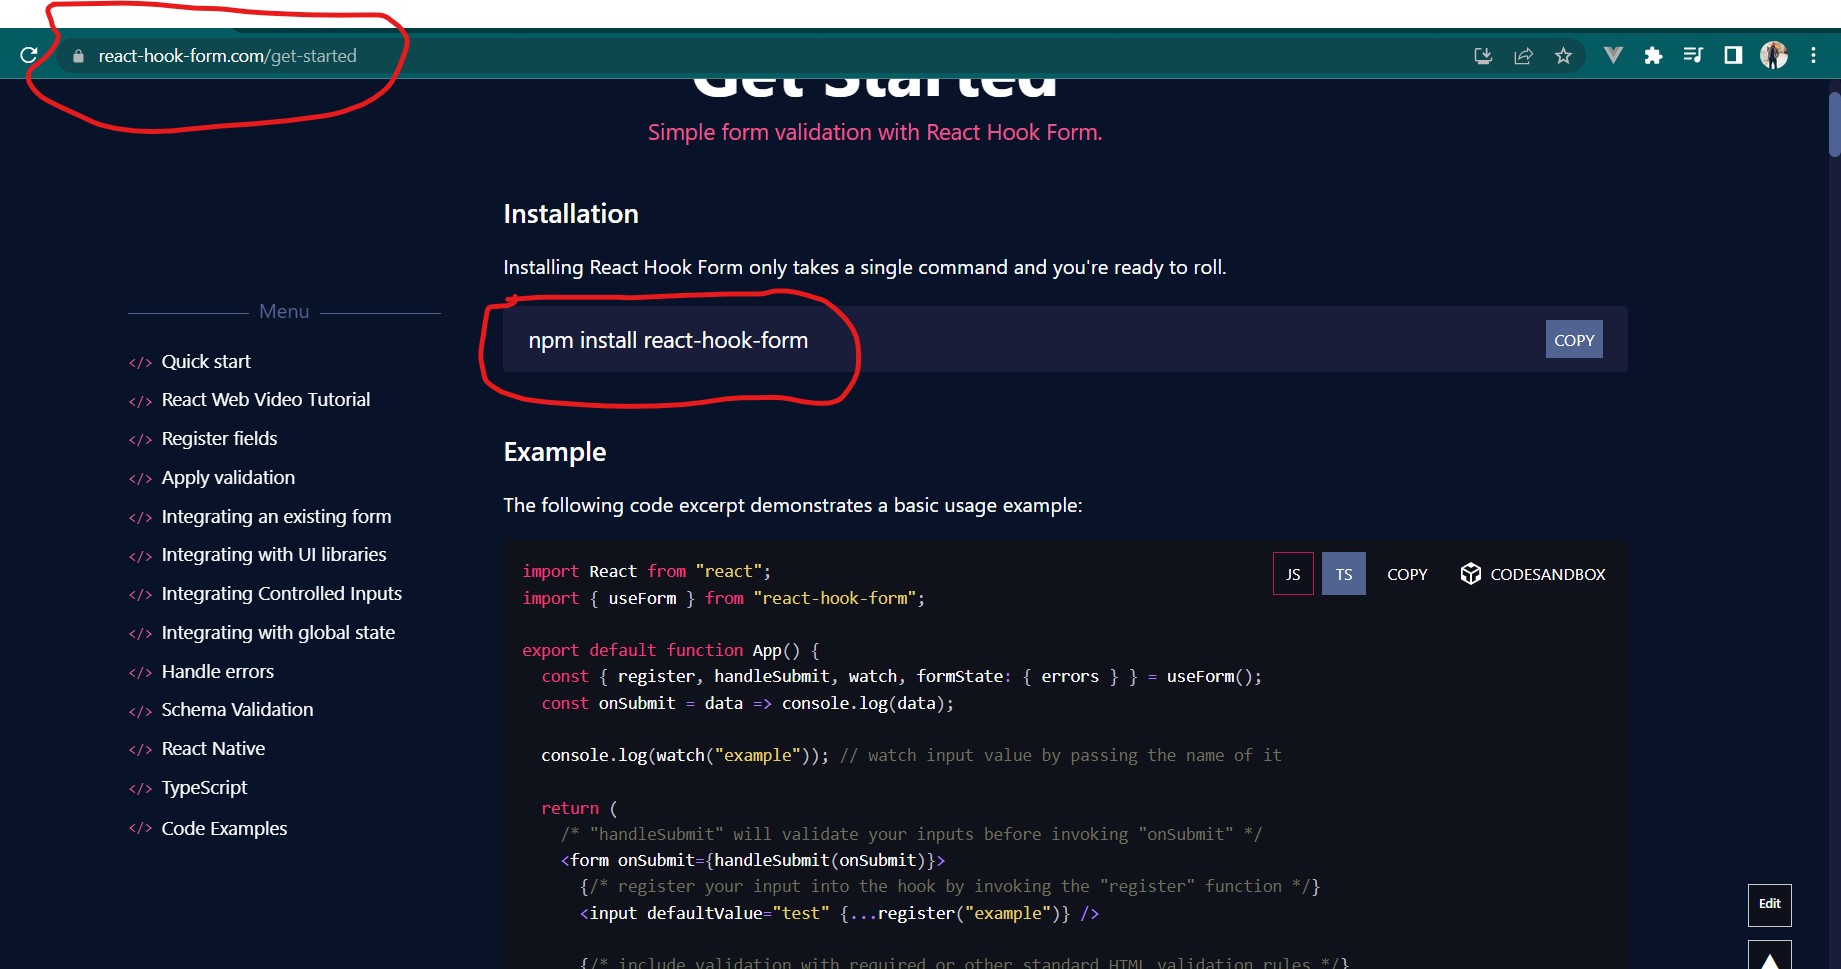 react-hook-form.com/get-started
Get Started
Simple form validation with React Hook Form.
Installation
Installing React Hook Form only takes a single command and you're ready to roll.
npm install react-hook-form
COPY
Menu
</> Quick start
</> React Web Video Tutorial
</> Register fields
</> Apply validation
</> Integrating an existing form
</> Integrating with UI libraries
</> Integrating Controlled Inputs
</> Integrating with global state
</> Handle errors
</> Schema Validation
</> React Native
</> TypeScript
</> Code Examples
Example
The following code excerpt demonstrates a basic usage example:
JS TS COPY CODESANDBOX
import React from "react";
import { useForm } from "react-hook-form";
export default function App() {
const { register, handleSubmit, watch, formState: { errors } } = useForm();
const onSubmit = data => console.log(data);
console.log(watch("example")); // watch input value by passing the name of it
return (
/* "handleSubmit" will validate your inputs before invoking "onSubmit" */
<form onSubmit={handleSubmit(onSubmit)}>
{/* register your input into the hook by invoking the "register" function */}
<input defaultValue="test" {...register("example")} />
{/* include validation with required or other standard HTML validation rules */}
Edit